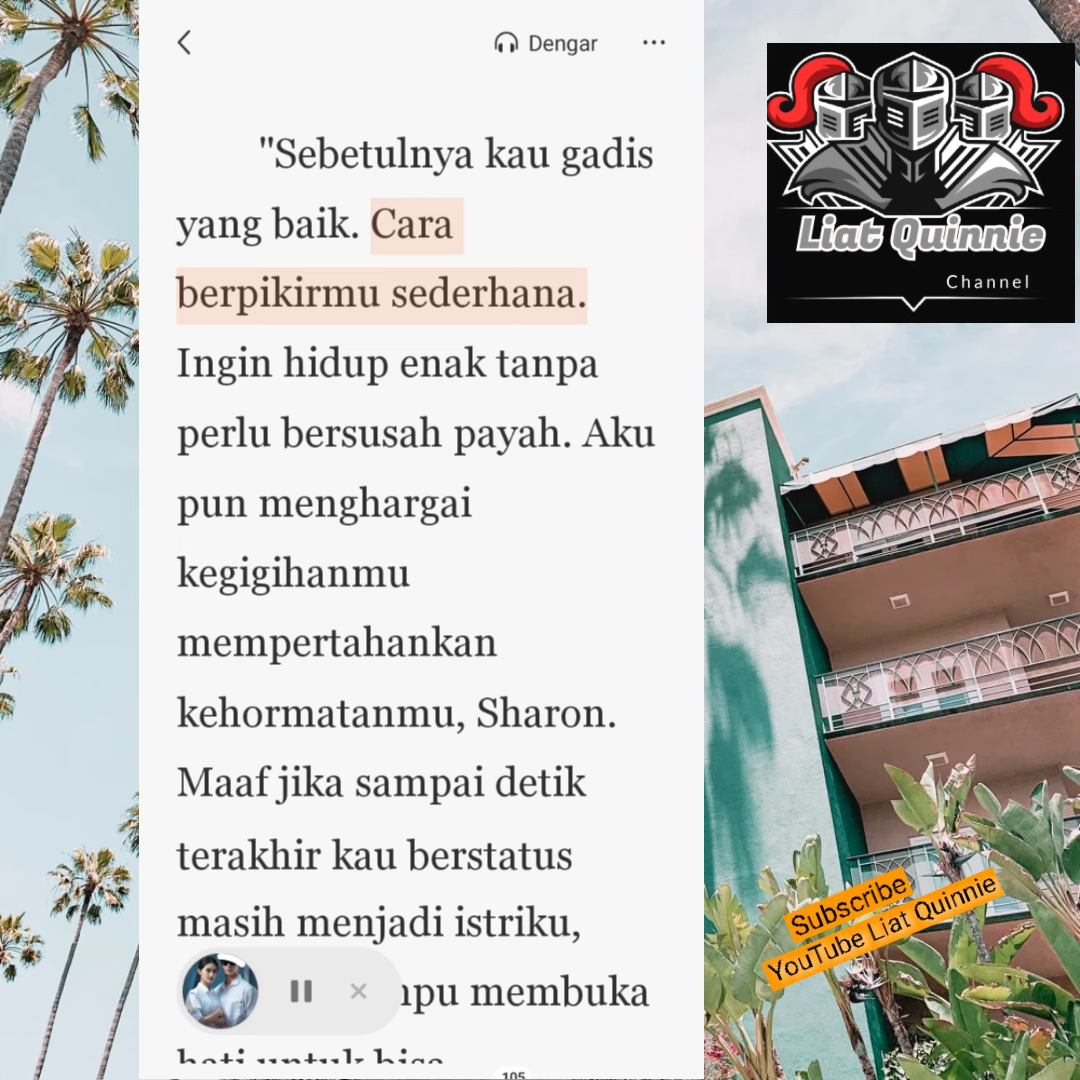 Dengar
"Sebetulnya kau gadis
yang baik. Cara
berpikirmu sederhana.
Ingin hidup enak tanpa
perlu bersusah payah. Aku
pun menghargai
kegigihanmu
mempertahankan
kehormatanmu, Sharon.
Maaf jika sampai detik
terakhir kau berstatus
masih menjadi istriku,
membuka
hati untuk bisa
105
Liat Quinnie
Channel
Subscribe
YouTube Liat Quinnie